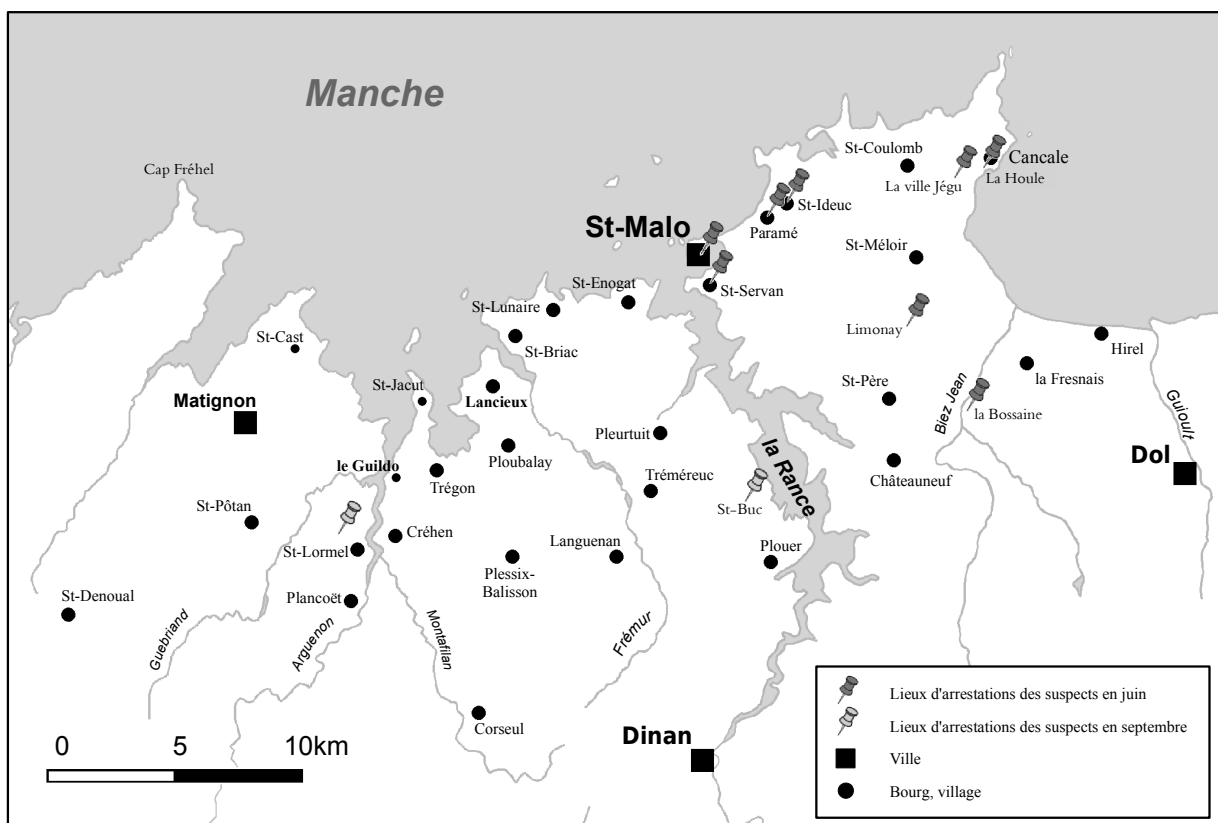 Manche
Cap Fréhel
St-Coulomb
Cancale
La ville Jégu
La Houle
St-Ideuc
Paramé
St-Malo
St-Méloir
St-Enogat
St-Servan
St-Lunaire
Limonay
St-Cast
St-Briac
Hirel
la Fresnais
St-Jacut
St-Père
Biez Jean
Guioult
Matignon
Lancieux
la Bossaine
Pleurtuit
la Rance
Ploubalay
Dol
le Guildo
Trégon
Châteauneuf
Tréméreuc
St-Buc
St-Pôtan
Créhen
St-Lormel
Languenan
Plouer
Plessix-
Balisson
St-Denoual
Plancoët
Guebriand
Arguenon
Montafilan
Frémur
Corseul
Dinan
0 5 10km
Lieux d'arrestations des suspects en juin
Lieux d'arrestations des suspects en septembre
Ville
Bourg, village